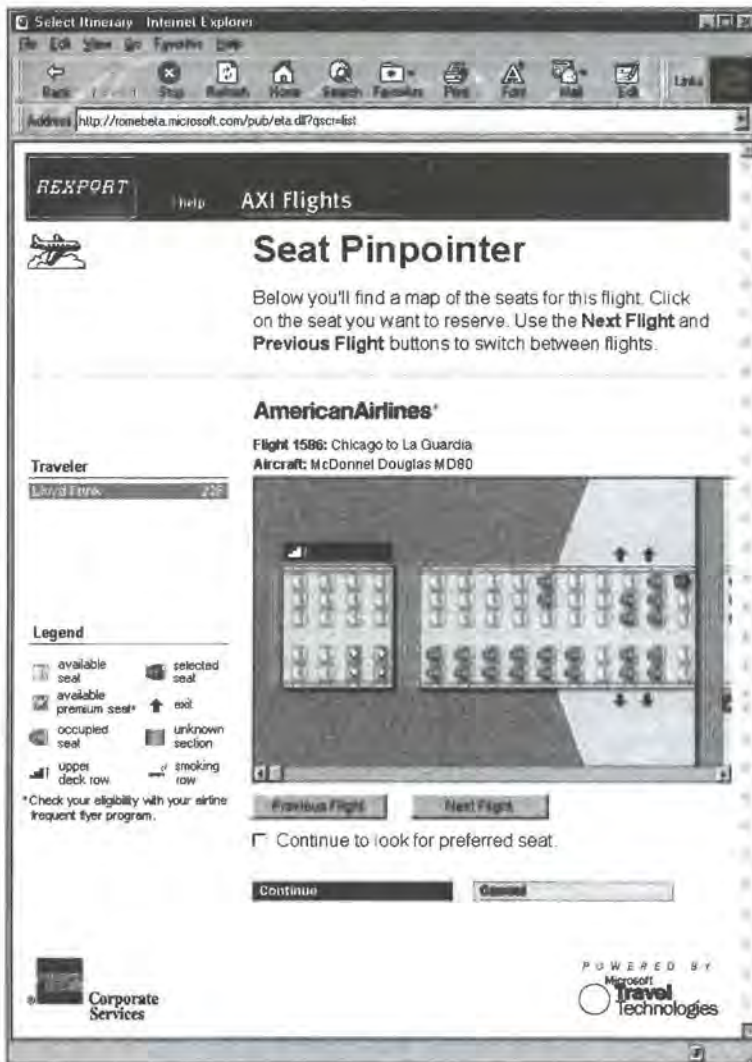 Select Itinerary - Internet Explorer
File Edit View Go Favorites Help
Back Stop Refresh Home Search Favorites Print Font Mail Edit Links
Address http://romebeta.microsoft.com/pub/eta.dll?qscr=list
REXPORT help AXI Flights
Seat Pinpointer
Below you'll find a map of the seats for this flight. Click
on the seat you want to reserve. Use the Next Flight and
Previous Flight buttons to switch between flights.
AmericanAirlines
Flight 1586: Chicago to La Guardia
Aircraft: McDonnel Douglas MD80
Traveler
Legend
available seat
selected seat
available premium seat*
exit
occupied seat
unknown section
upper deck row
smoking row
*Check your eligibility with your airline
frequent flyer program.
Previous Flight Next Flight
Continue to look for preferred seat.
Continue Cancel
Corporate
Services
POWERED BY
Microsoft
Travel
Technologies